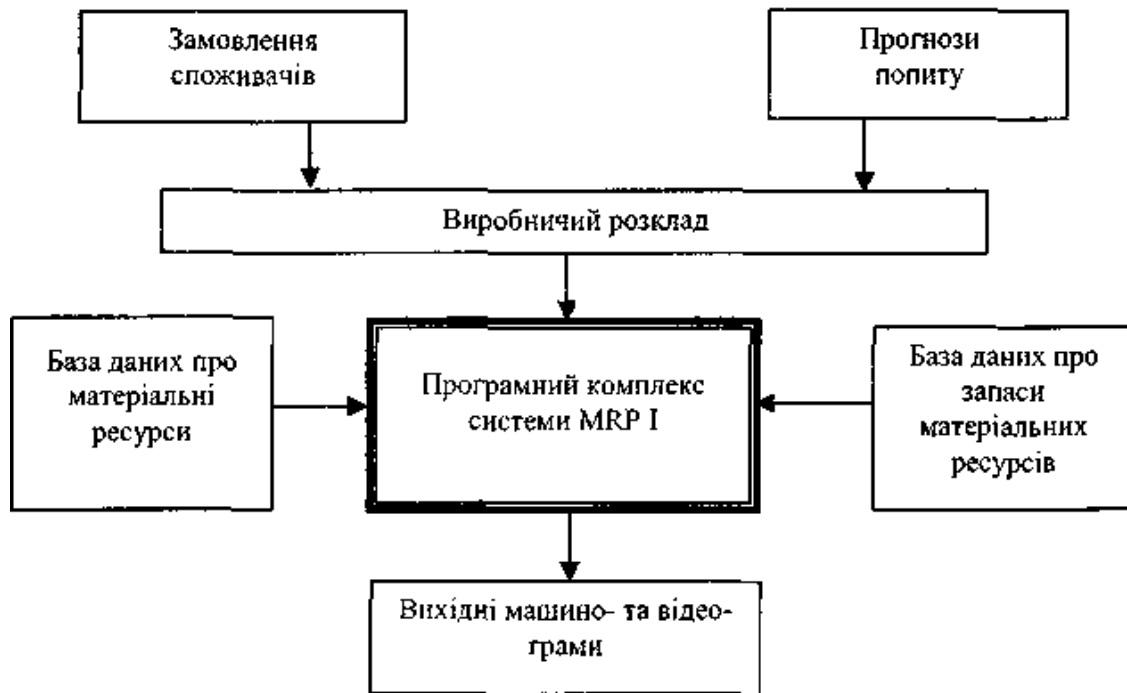 Замовлення
споживачів
Прогнози
попиту
Виробничий розклад
База даних про
матеріальні
ресурси
Програмний комплекс
системи MRP I
База даних про
запаси
матеріальних
ресурсів
Вихідні машино- та відео-
грами